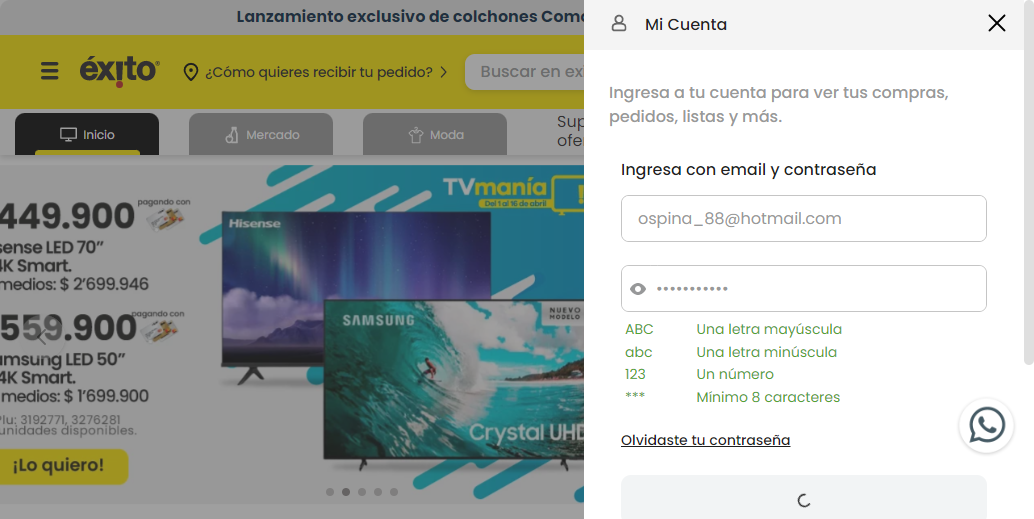 Lanzamiento exclusivo de colchones Como
éxito
¿Cómo quieres recibir tu pedido?
Buscar en éxi
Inicio
Mercado
Moda
Sup
ofer
449.900
pagando con
sense LED 70”
4K Smart.
medios: $ 2’699.946
559.900
pagando con
amsung LED 50”
4K Smart.
medios: $ 1’699.900
Plu: 3192771, 3276281
unidades disponibles.
¡Lo quiero!
TVmanía
Del 1 al 16 de abril
Hisense
SAMSUNG
NUEVO
MODELO
Crystal UHD
Mi Cuenta
Ingresa a tu cuenta para ver tus compras,
pedidos, listas y más.
Ingresa con email y contraseña
ospina_88@hotmail.com
•••••••••••
ABC Una letra mayúscula
abc Una letra minúscula
123 Un número
*** Mínimo 8 caracteres
Olvidaste tu contraseña